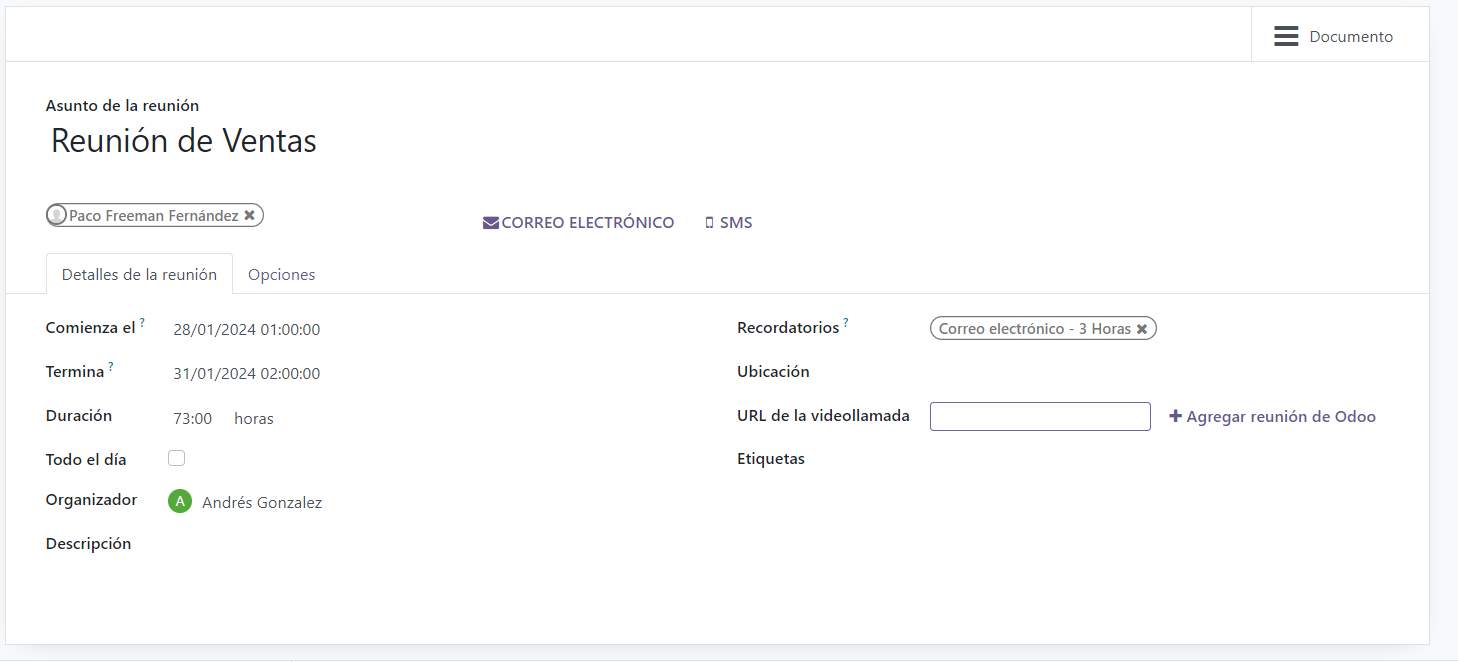 Documento
Asunto de la reunión
Reunión de Ventas
Paco Freeman Fernández
CORREO ELECTRÓNICO SMS
Detalles de la reunión Opciones
Comienza el ? 28/01/2024 01:00:00
Termina ? 31/01/2024 02:00:00
Duración 73:00 horas
Todo el día
Organizador A Andrés Gonzalez
Descripción
Recordatorios ? Correo electrónico - 3 Horas
Ubicación
URL de la videollamada Agregar reunión de Odoo
Etiquetas